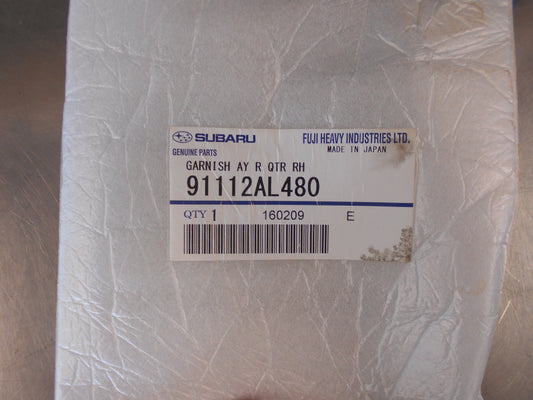 SUBARU FUJI HEAVY INDUSTRIES LTD.
GENUINE PARTS MADE IN JAPAN
GARNISH AY R QTR RH
91112AL480
QTY 1 160209 E